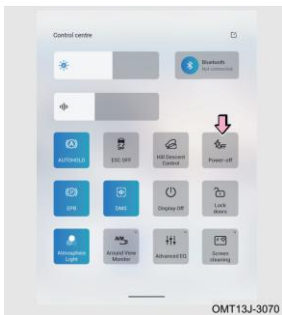 Control centre
Bluetooth
Not connected
AUTOHOLD
ESC OFF
Hill Descent
Control
Power-off
EPB
DMS
Display Off
Lock
doors
Atmosphere
Light
Around View
Monitor
Advanced EQ
Screen
cleaning
OMT13J-3070